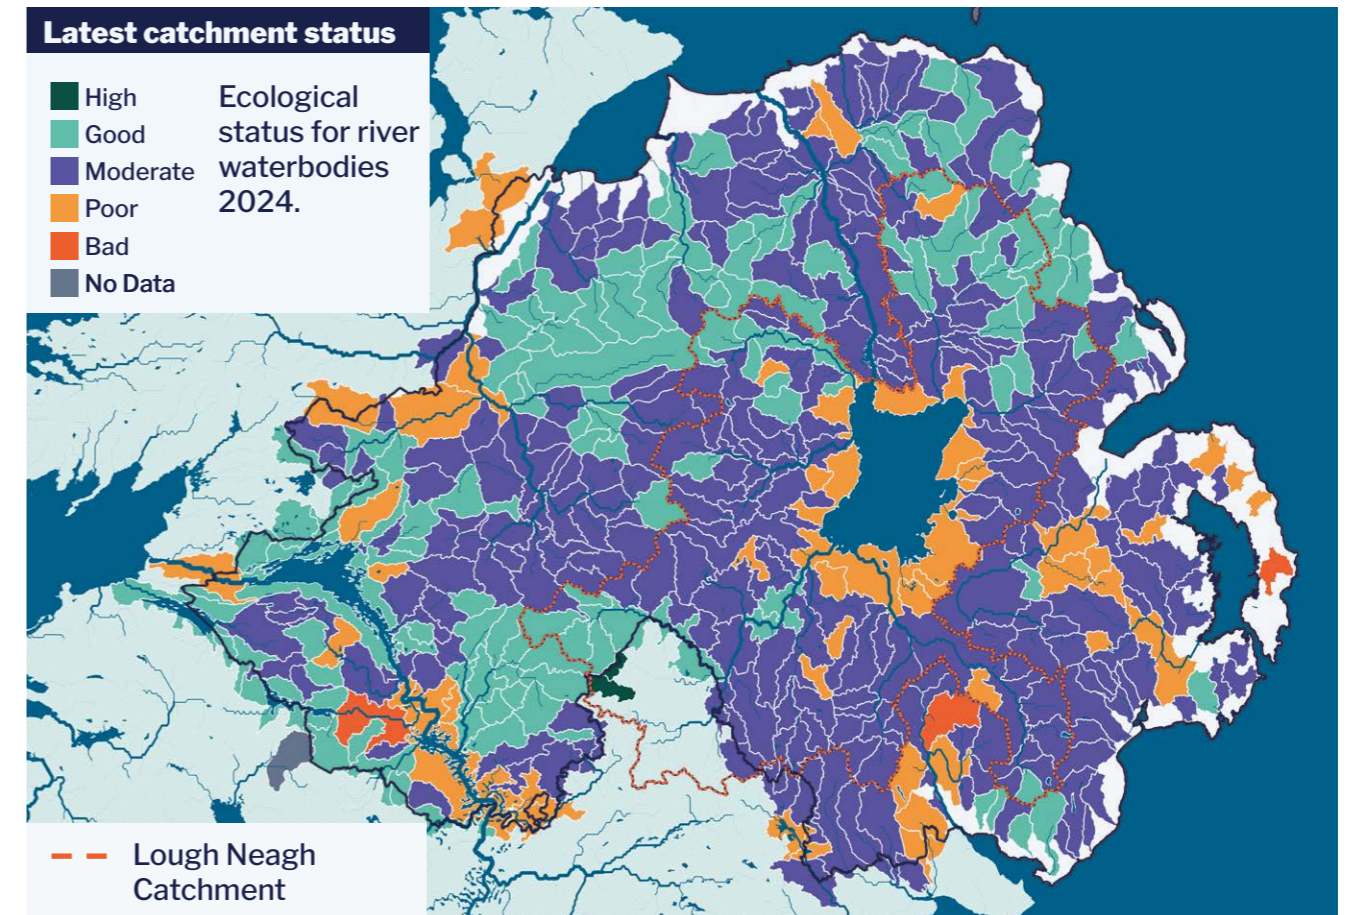 Latest catchment status
High
Good
Moderate
Poor
Bad
No Data
Ecological
status for river
waterbodies
2024.
Lough Neagh
Catchment